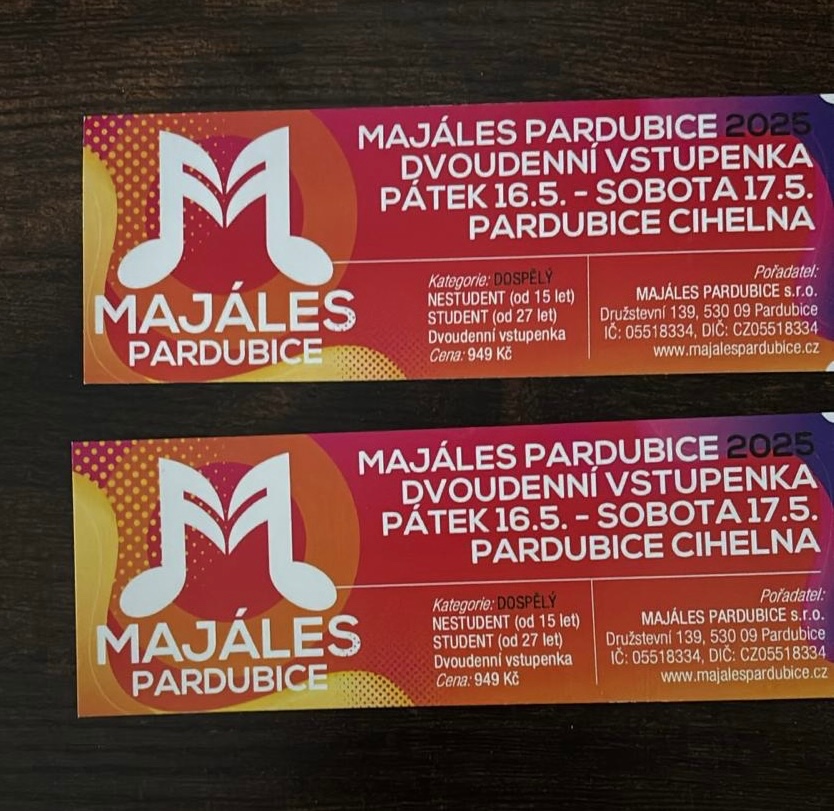 MAJÁLES
PARDUBICE
MAJÁLES PARDUBICE 2025
DVOUDENNÍ VSTUPENKA
PÁTEK 16.5. – SOBOTA 17.5.
PARDUBICE CIHELNA
Kategorie: DOSPĚLÝ
NESTUDENT (od 15 let)
STUDENT (od 27 let)
Dvoudenní vstupenka
Cena: 949 Kč
Pořadatel:
MAJÁLES PARDUBICE s.r.o.
Družstevní 139, 530 09 Pardubice
IČ: 05518334, DIČ: CZ05518334
www.majalespardubice.cz
MAJÁLES
PARDUBICE
MAJÁLES PARDUBICE 2025
DVOUDENNÍ VSTUPENKA
PÁTEK 16.5. – SOBOTA 17.5.
PARDUBICE CIHELNA
Kategorie: DOSPĚLÝ
NESTUDENT (od 15 let)
STUDENT (od 27 let)
Dvoudenní vstupenka
Cena: 949 Kč
Pořadatel:
MAJÁLES PARDUBICE s.r.o.
Družstevní 139, 530 09 Pardubice
IČ: 05518334, DIČ: CZ05518334
www.majalespardubice.cz